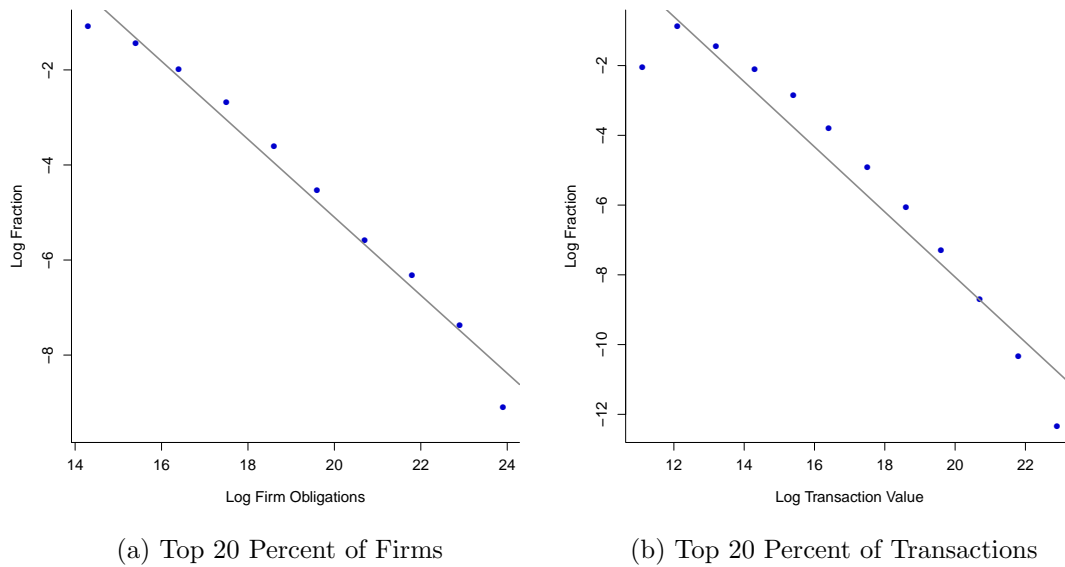 -2
-4
-6
-8
Log Fraction
14 16 18 20 22 24
Log Firm Obligations
(a) Top 20 Percent of Firms
-2
-4
-6
-8
-10
-12
Log Fraction
12 14 16 18 20 22
Log Transaction Value
(b) Top 20 Percent of Transactions